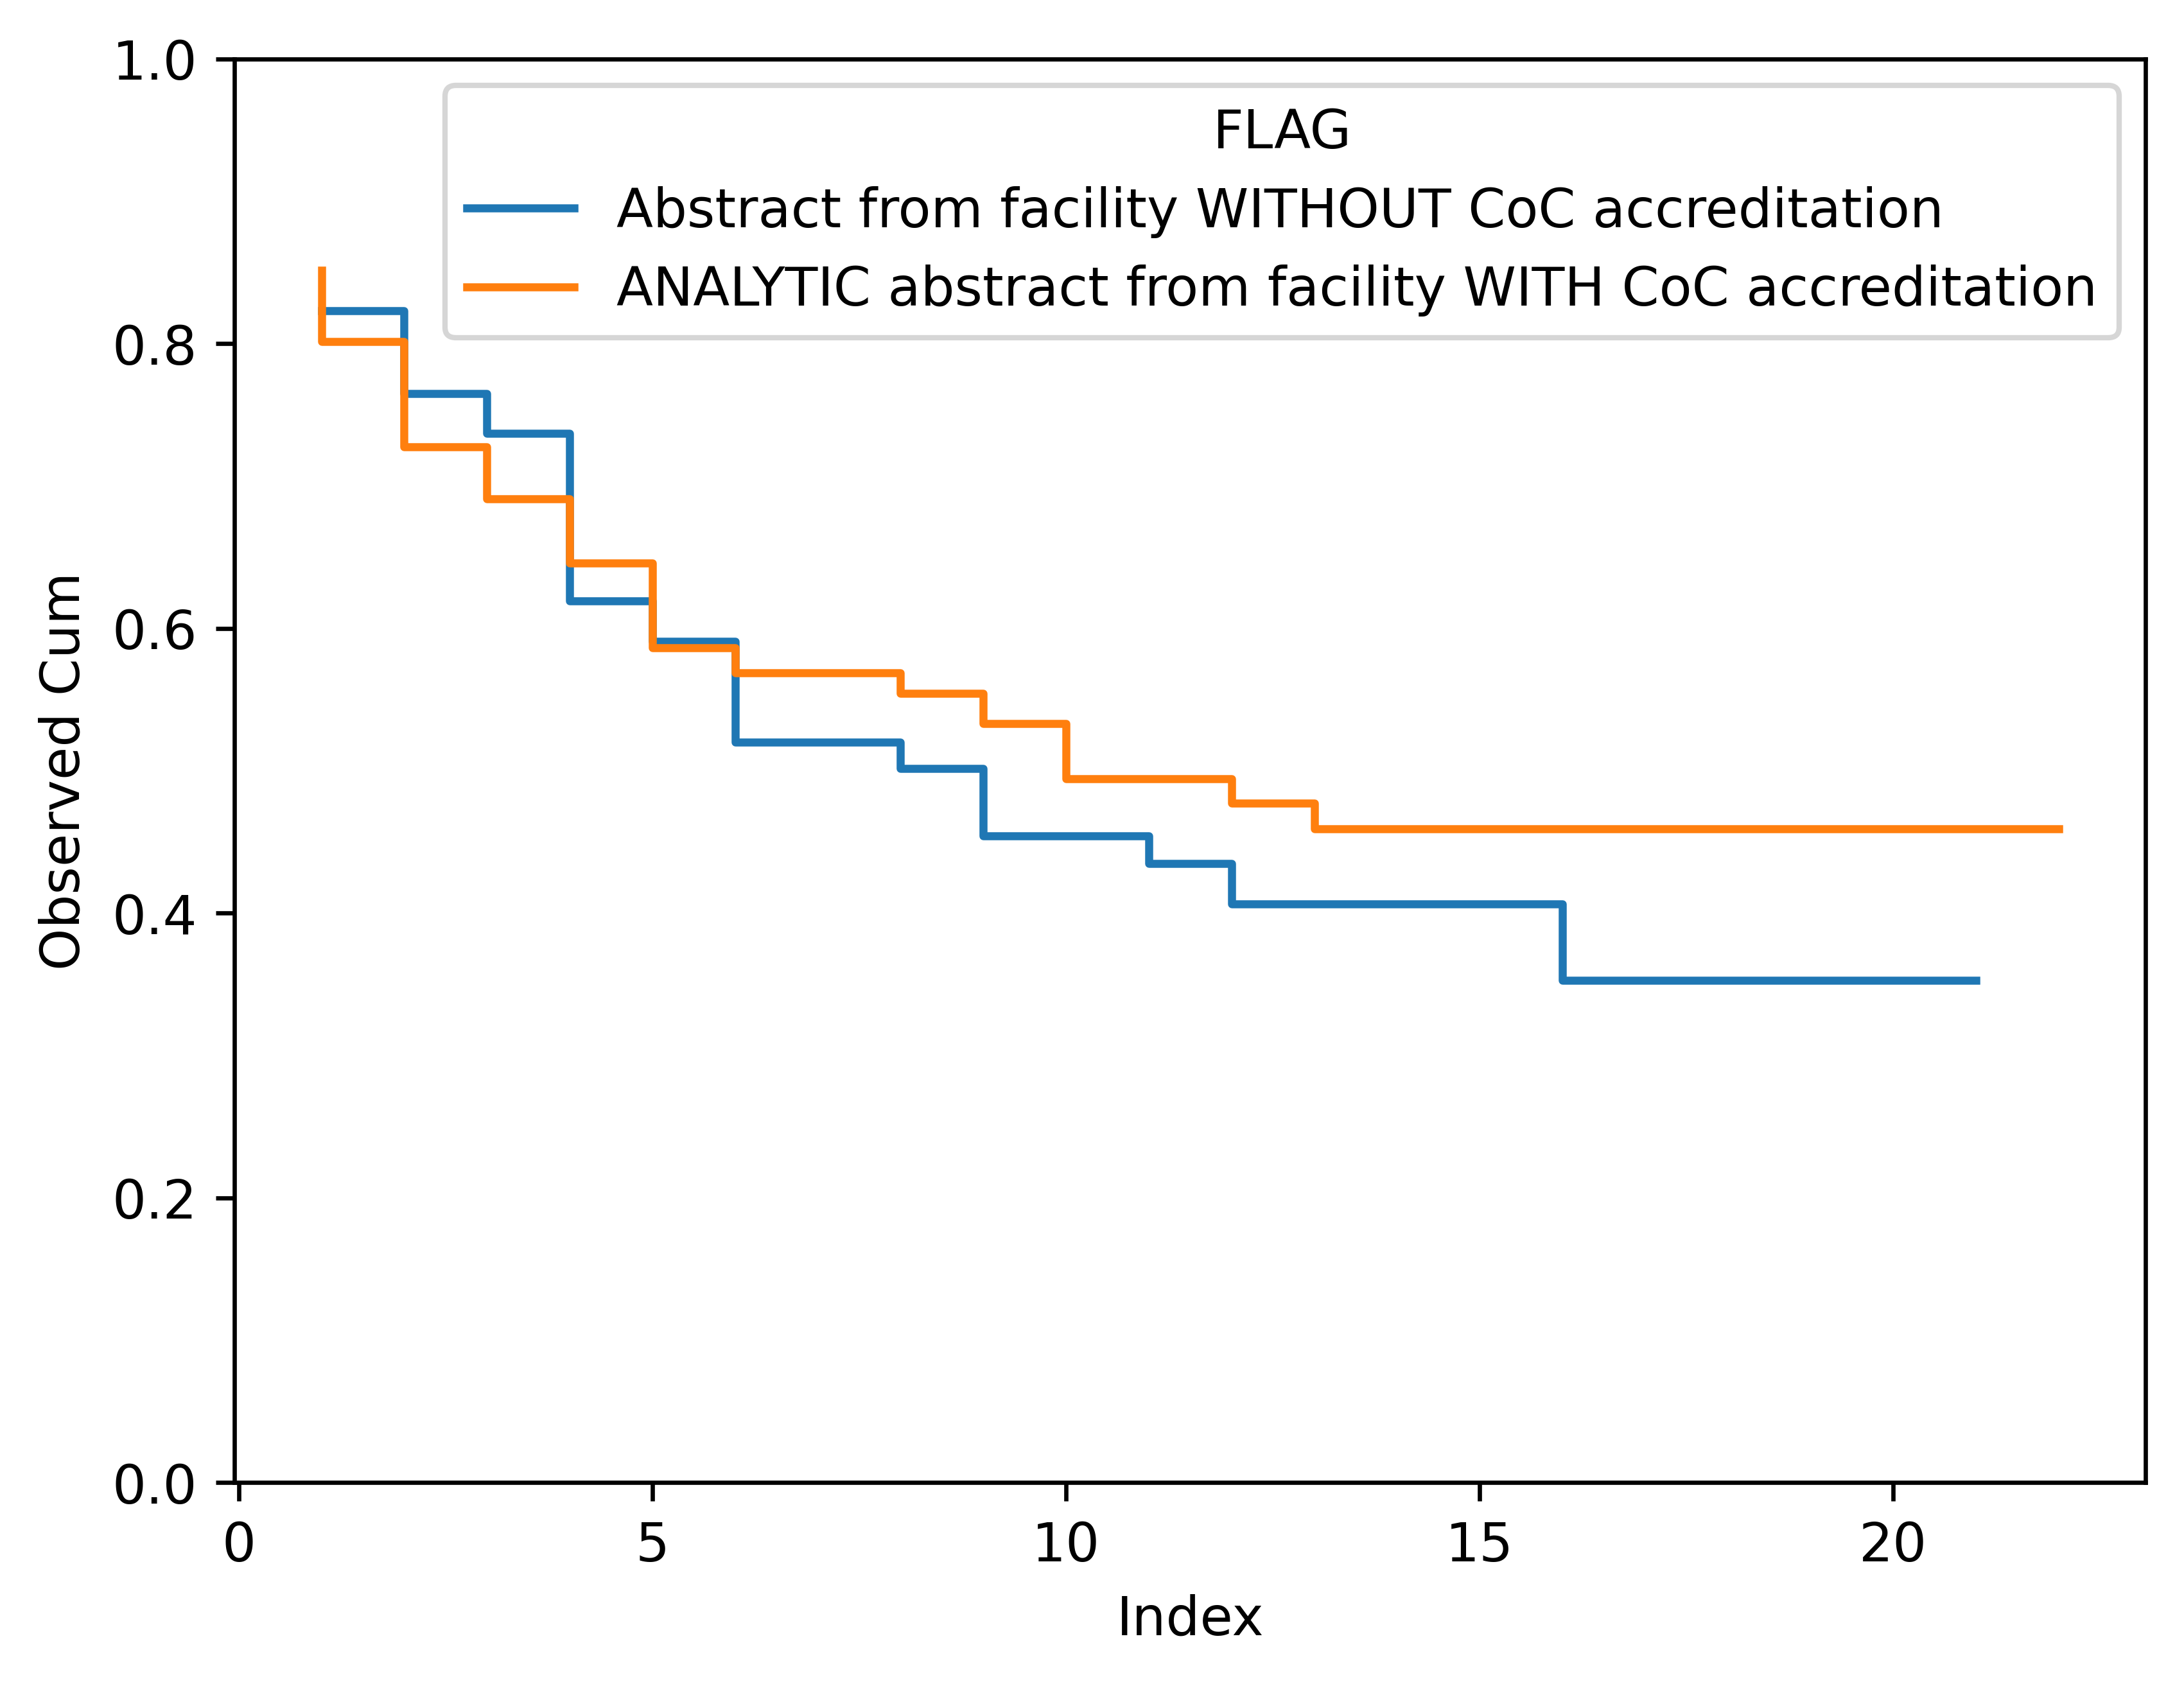 FLAG
Abstract from facility WITHOUT CoC accreditation
ANALYTIC abstract from facility WITH CoC accreditation
Observed Cum
1.0
0.8
0.6
0.4
0.2
0.0
0 5 10 15 20
Index